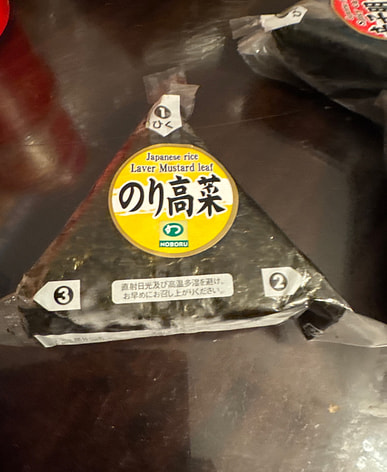 ①
ひく
Japanese rice
Laver Mustard leaf
のり高菜
NOBORU
③
②
直射日光及び高温多湿を避け、
お早めにお召し上がりください。